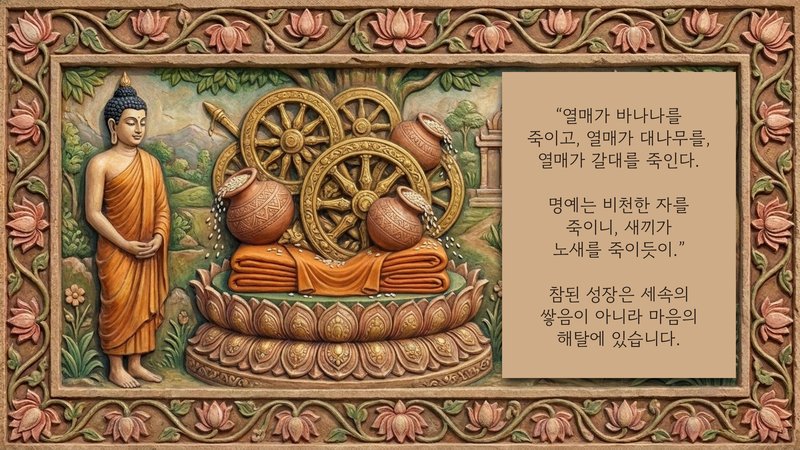 “열매가 바나나를
죽이고, 열매가 대나무를,
열매가 갈대를 죽인다.
명예는 비천한 자를
죽이니, 새끼가
노새를 죽이듯이.”
참된 성장은 세속의
쌓음이 아니라 마음의
해탈에 있습니다.